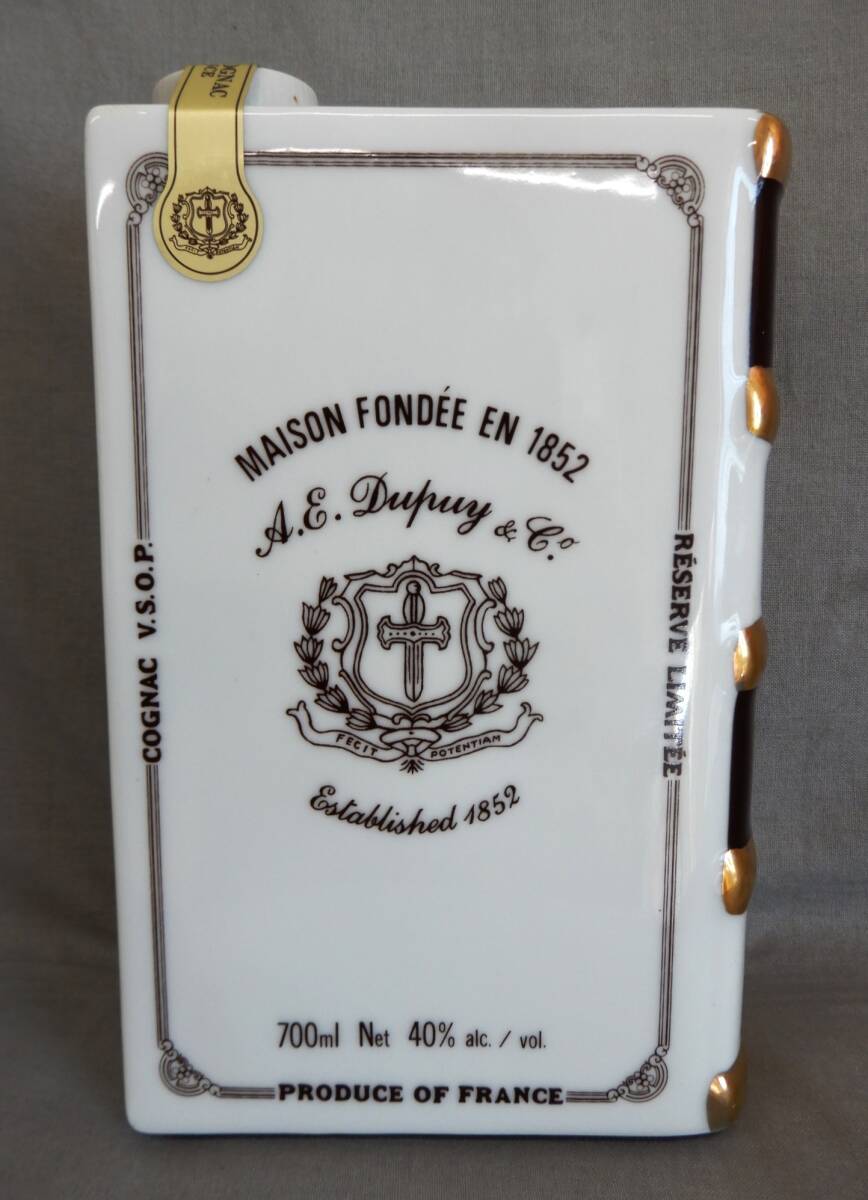 COGNAC
MAISON FONDÉE EN 1852
A.E. Dupuy & Cº.
FECIT POTENTIAM
Established 1852
COGNAC V.S.O.P.
RÉSERVE LIMITÉE
700ml Net 40% alc. / vol.
PRODUCE OF FRANCE